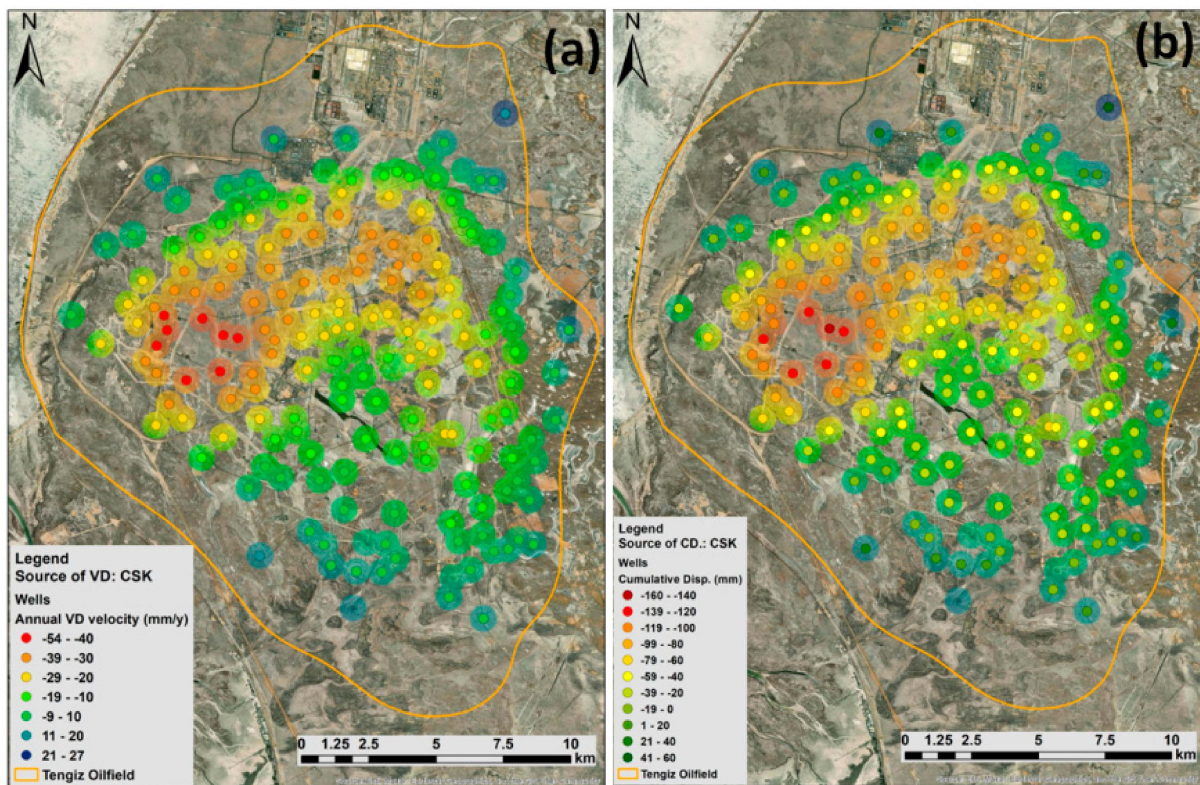 N
(a)
Legend
Source of VD: CSK
Wells
Annual VD velocity (mm/y)
-54 - -40
-39 - -30
-29 - -20
-19 - -10
-9 - 10
11 - 20
21 - 27
Tengiz Oilfield
0 1.25 2.5 5 7.5 10
km
N
(b)
Legend
Source of CD.: CSK
Wells
Cumulative Disp. (mm)
-160 - -140
-139 - -120
-119 - -100
-99 - -80
-79 - -60
-59 - -40
-39 - -20
-19 - 0
1 - 20
21 - 40
41 - 60
Tengiz Oilfield
0 1.25 2.5 5 7.5 10
km